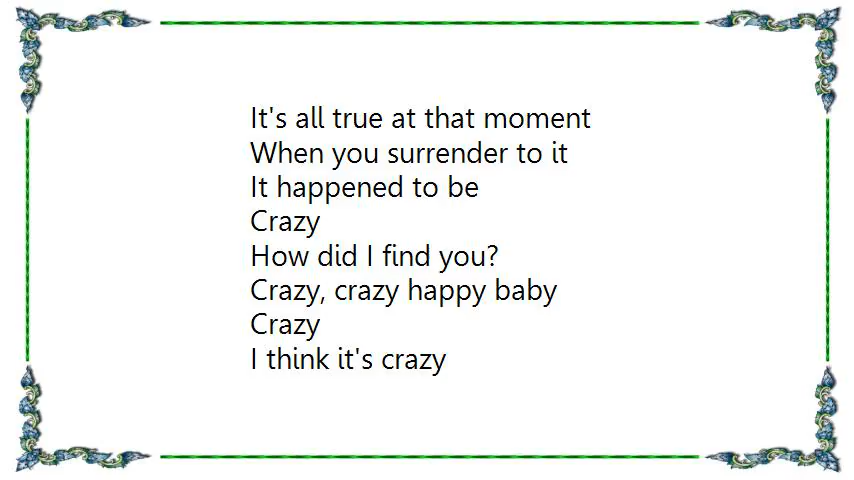 It's all true at that moment
When you surrender to it
It happened to be
Crazy
How did I find you?
Crazy, crazy happy baby
Crazy
I think it's crazy